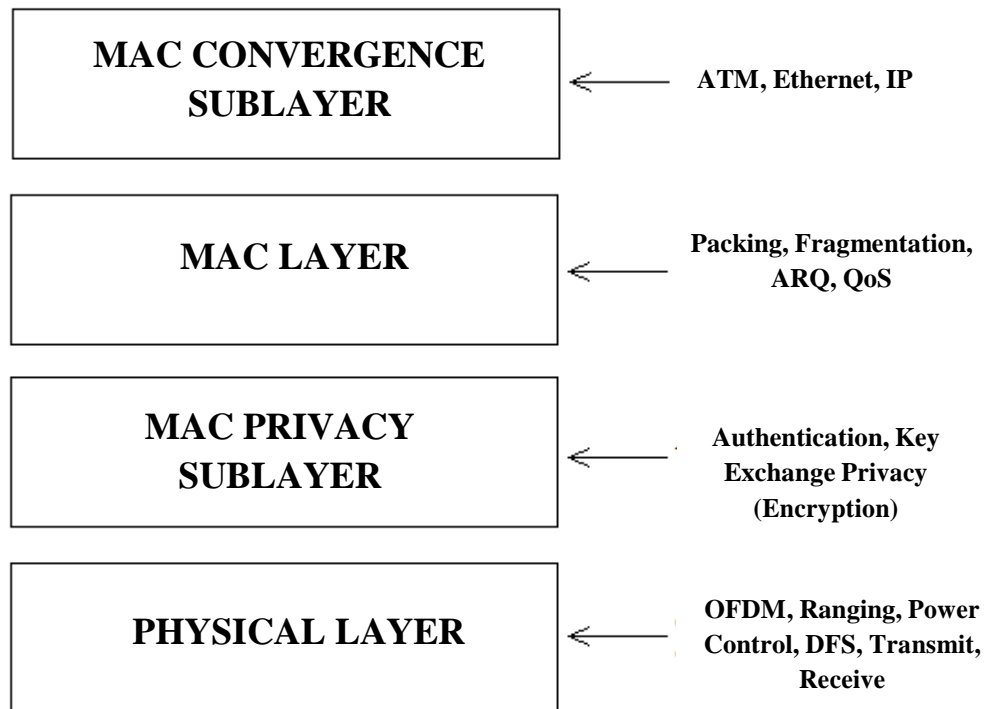 MAC CONVERGENCE
SUBLAYER
ATM, Ethernet, IP
MAC LAYER
Packing, Fragmentation,
ARQ, QoS
MAC PRIVACY
SUBLAYER
Authentication, Key
Exchange Privacy
(Encryption)
PHYSICAL LAYER
OFDM, Ranging, Power
Control, DFS, Transmit,
Receive